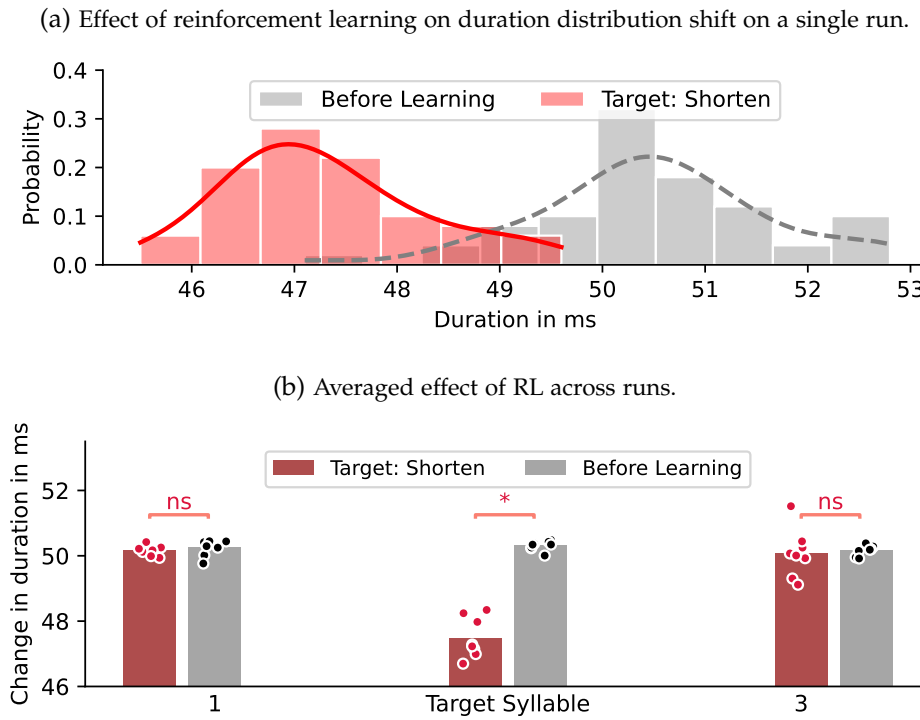 (a) Effect of reinforcement learning on duration distribution shift on a single run.
0.4
0.3
0.2
0.1
0.0
Probability
Before Learning Target: Shorten
46 47 48 49 50 51 52 53
Duration in ms
(b) Averaged effect of RL across runs.
Change in duration in ms
52
50
48
46
Target: Shorten Before Learning
ns * ns
1 Target Syllable 3